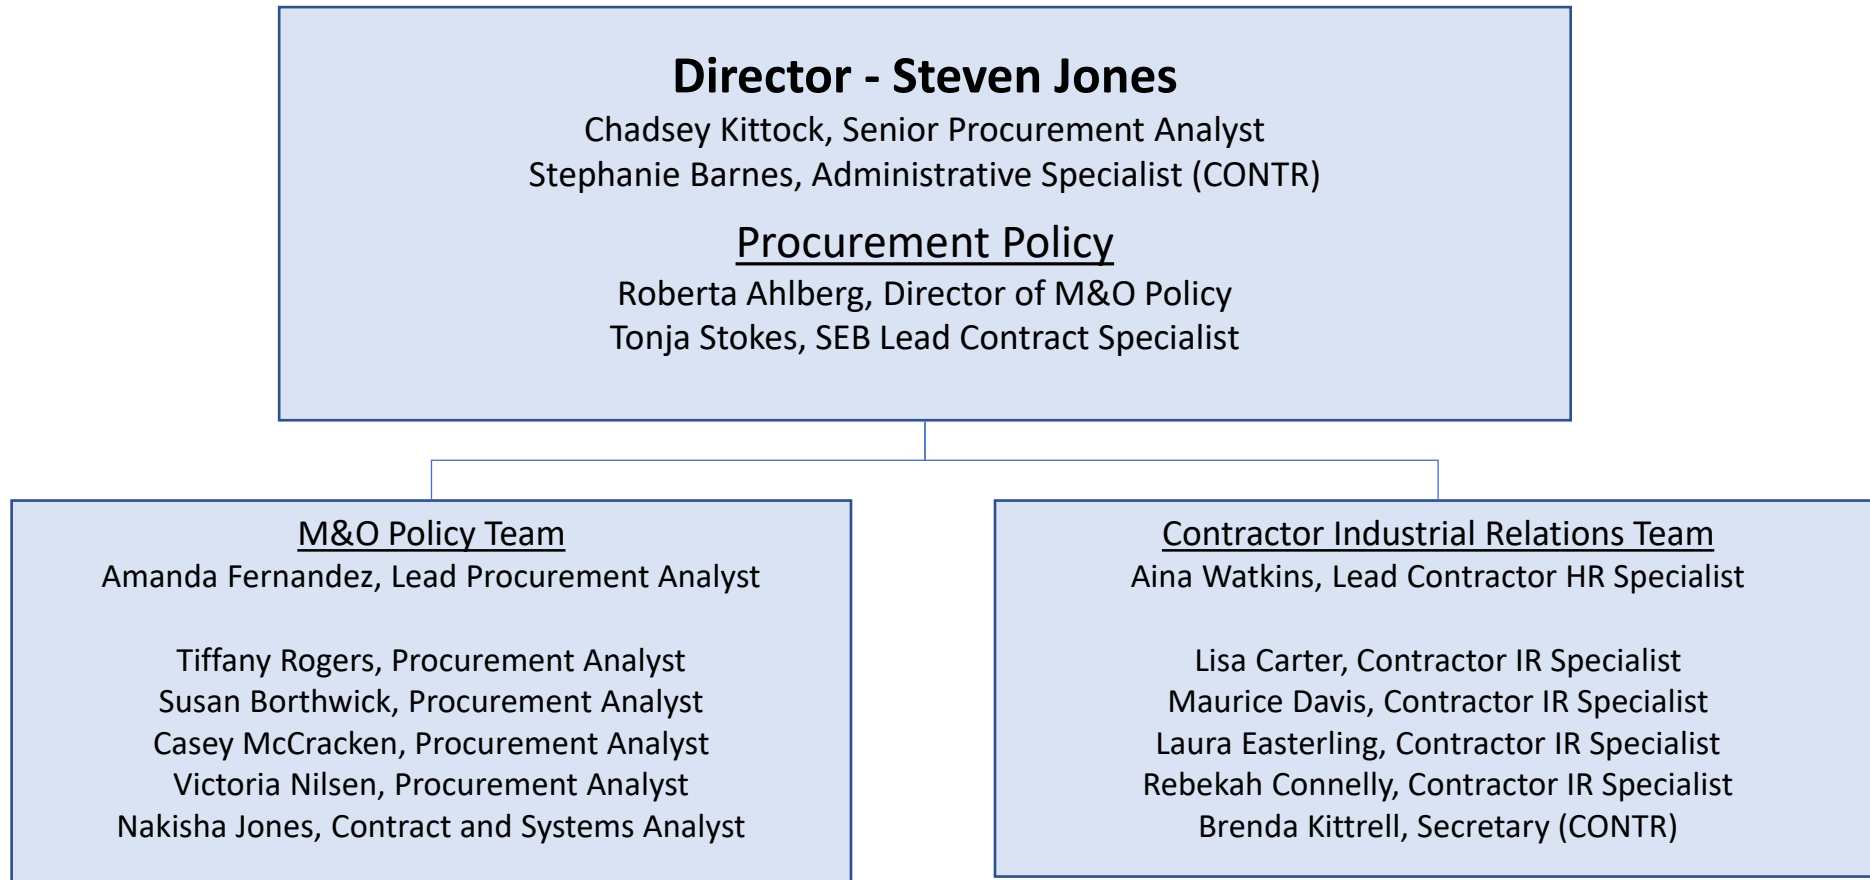 Director - Steven Jones
Chadsey Kittock, Senior Procurement Analyst
Stephanie Barnes, Administrative Specialist (CONTR)
Procurement Policy
Roberta Ahlberg, Director of M&O Policy
Tonja Stokes, SEB Lead Contract Specialist
M&O Policy Team
Amanda Fernandez, Lead Procurement Analyst
Tiffany Rogers, Procurement Analyst
Susan Borthwick, Procurement Analyst
Casey McCracken, Procurement Analyst
Victoria Nilsen, Procurement Analyst
Nakisha Jones, Contract and Systems Analyst
Contractor Industrial Relations Team
Aina Watkins, Lead Contractor HR Specialist
Lisa Carter, Contractor IR Specialist
Maurice Davis, Contractor IR Specialist
Laura Easterling, Contractor IR Specialist
Rebekah Connelly, Contractor IR Specialist
Brenda Kittrell, Secretary (CONTR)